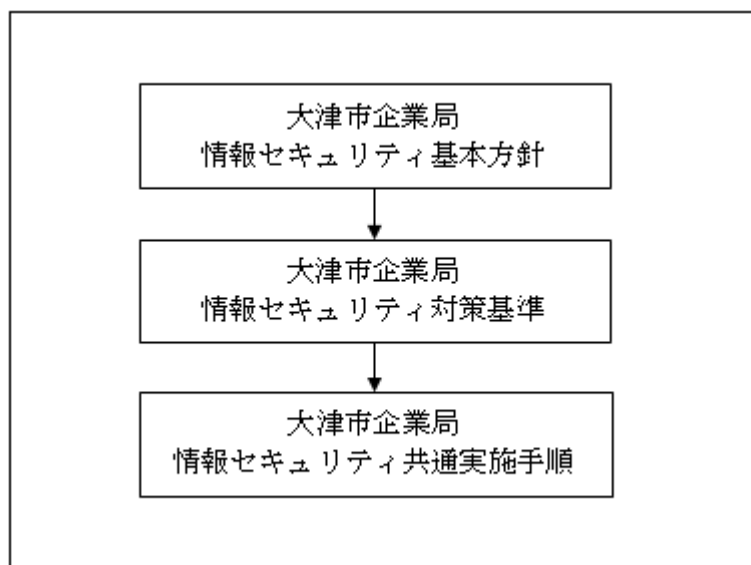 大津市企業局
情報セキュリティ基本方針
大津市企業局
情報セキュリティ対策基準
大津市企業局
情報セキュリティ共通実施手順